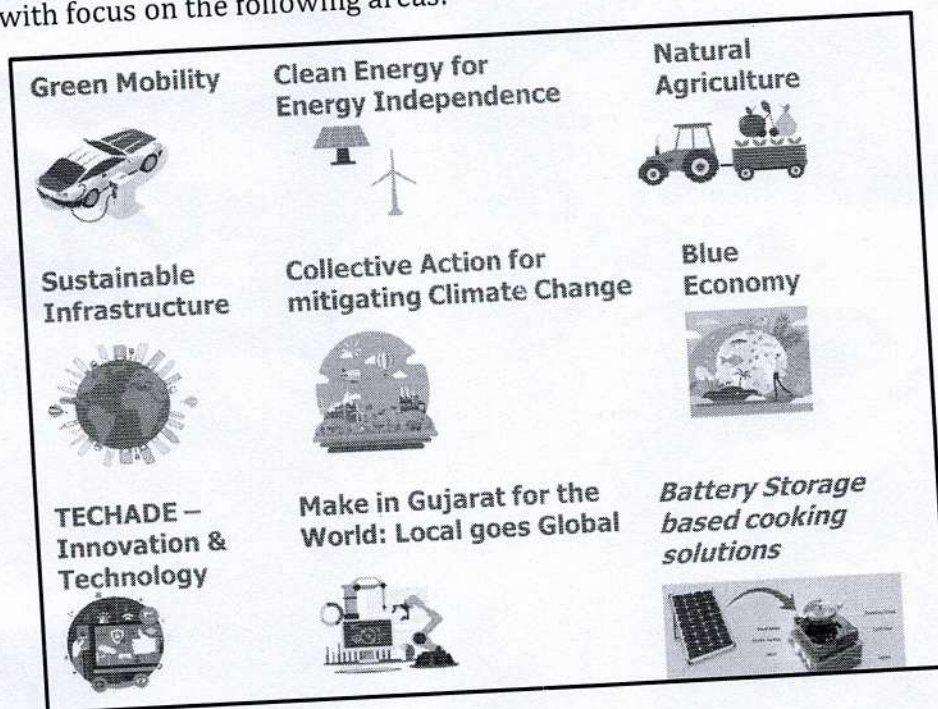 with focus on the following areas:
Green Mobility
Clean Energy for
Energy Independence
Natural
Agriculture
Sustainable
Infrastructure
Collective Action for
mitigating Climate Change
Blue
Economy
TECHADE –
Innovation &
Technology
Make in Gujarat for the
World: Local goes Global
Battery Storage
based cooking
solutions